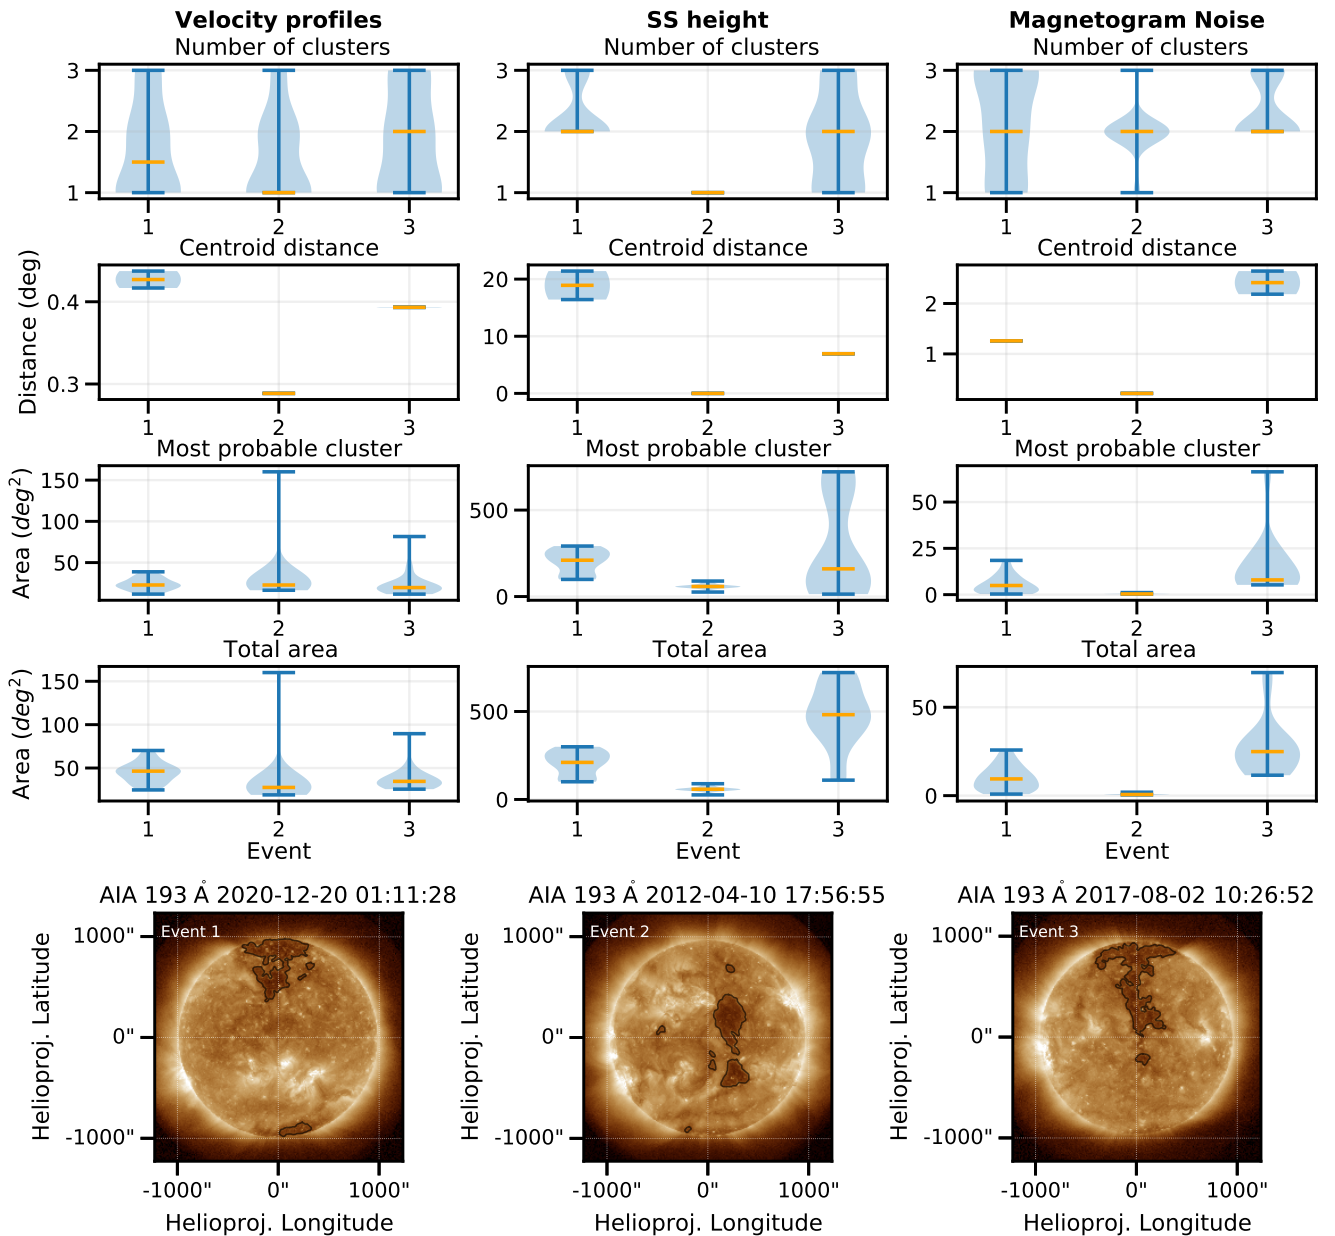 Velocity profiles SS height Magnetogram Noise
Number of clusters Number of clusters Number of clusters
3 3 3
2 2 2
1 1 1
1 2 3 1 2 3 1 2 3
Centroid distance Centroid distance Centroid distance
Distance (deg)
0.4 20 2
0.3 10 1
0
1 2 3 1 2 3 1 2 3
Most probable cluster Most probable cluster Most probable cluster
Area (deg²)
150 500 50
100 0 25
50 0
1 2 3 1 2 3 1 2 3
Total area Total area Total area
Area (deg²)
150 500 50
100 0 0
50
1 2 3 1 2 3 1 2 3
Event Event Event
AIA 193 Å 2020-12-20 01:11:28 AIA 193 Å 2012-04-10 17:56:55 AIA 193 Å 2017-08-02 10:26:52
Event 1 Event 2 Event 3
Helioproj. Latitude Helioproj. Latitude Helioproj. Latitude
1000" 1000" 1000"
0" 0" 0"
-1000" -1000" -1000"
-1000" 0" 1000" -1000" 0" 1000" -1000" 0" 1000"
Helioproj. Longitude Helioproj. Longitude Helioproj. Longitude